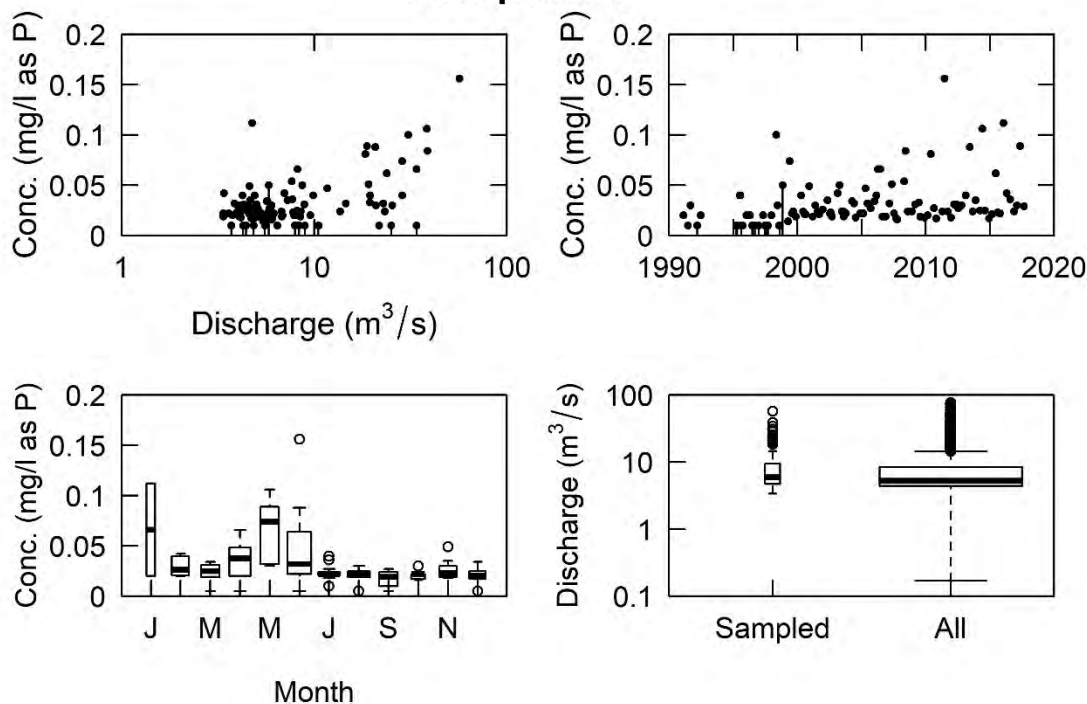 0.2
0.15
0.1
0.05
0
Conc. (mg/l as P)
1 10 100
Discharge (m³/s)
0.2
0.15
0.1
0.05
0
Conc. (mg/l as P)
1990 2000 2010 2020
0.2
0.15
0.1
0.05
0
Conc. (mg/l as P)
J M M J S N
Month
100
10
1
0.1
Discharge (m³/s)
Sampled All